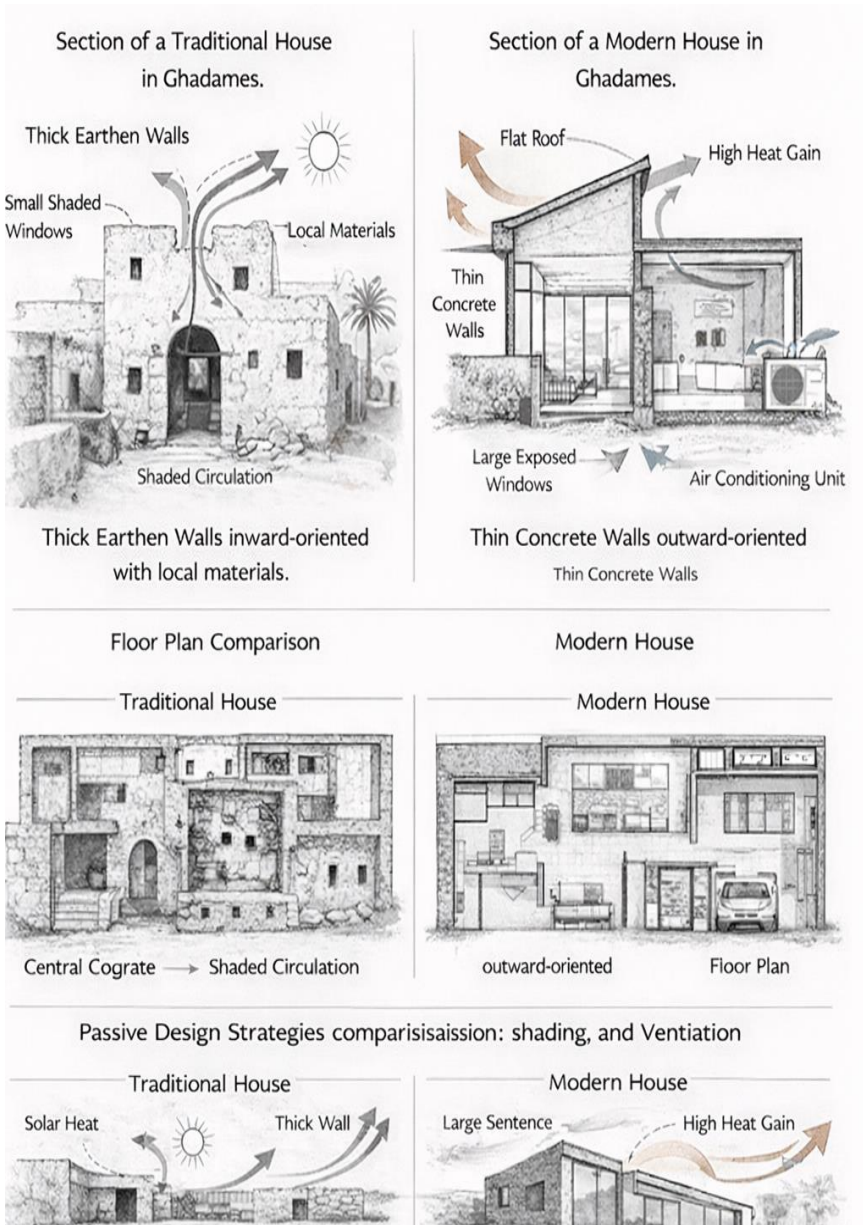 Section of a Traditional House
in Ghadames.
Thick Earthen Walls
Small Shaded
Windows
Local Materials
Shaded Circulation
Thick Earthen Walls inward-oriented
with local materials.
Section of a Modern House in
Ghadames.
Flat Roof
High Heat Gain
Thin
Concrete
Walls
Large Exposed
Windows
Air Conditioning Unit
Thin Concrete Walls outward-oriented
Thin Concrete Walls
Floor Plan Comparison
Modern House
Traditional House
Modern House
Central Cograte
Shaded Circulation
outward-oriented
Floor Plan
Passive Design Strategies comparisisaission: shading, and Ventiation
Traditional House
Modern House
Solar Heat
Thick Wall
Large Sentence
High Heat Gain